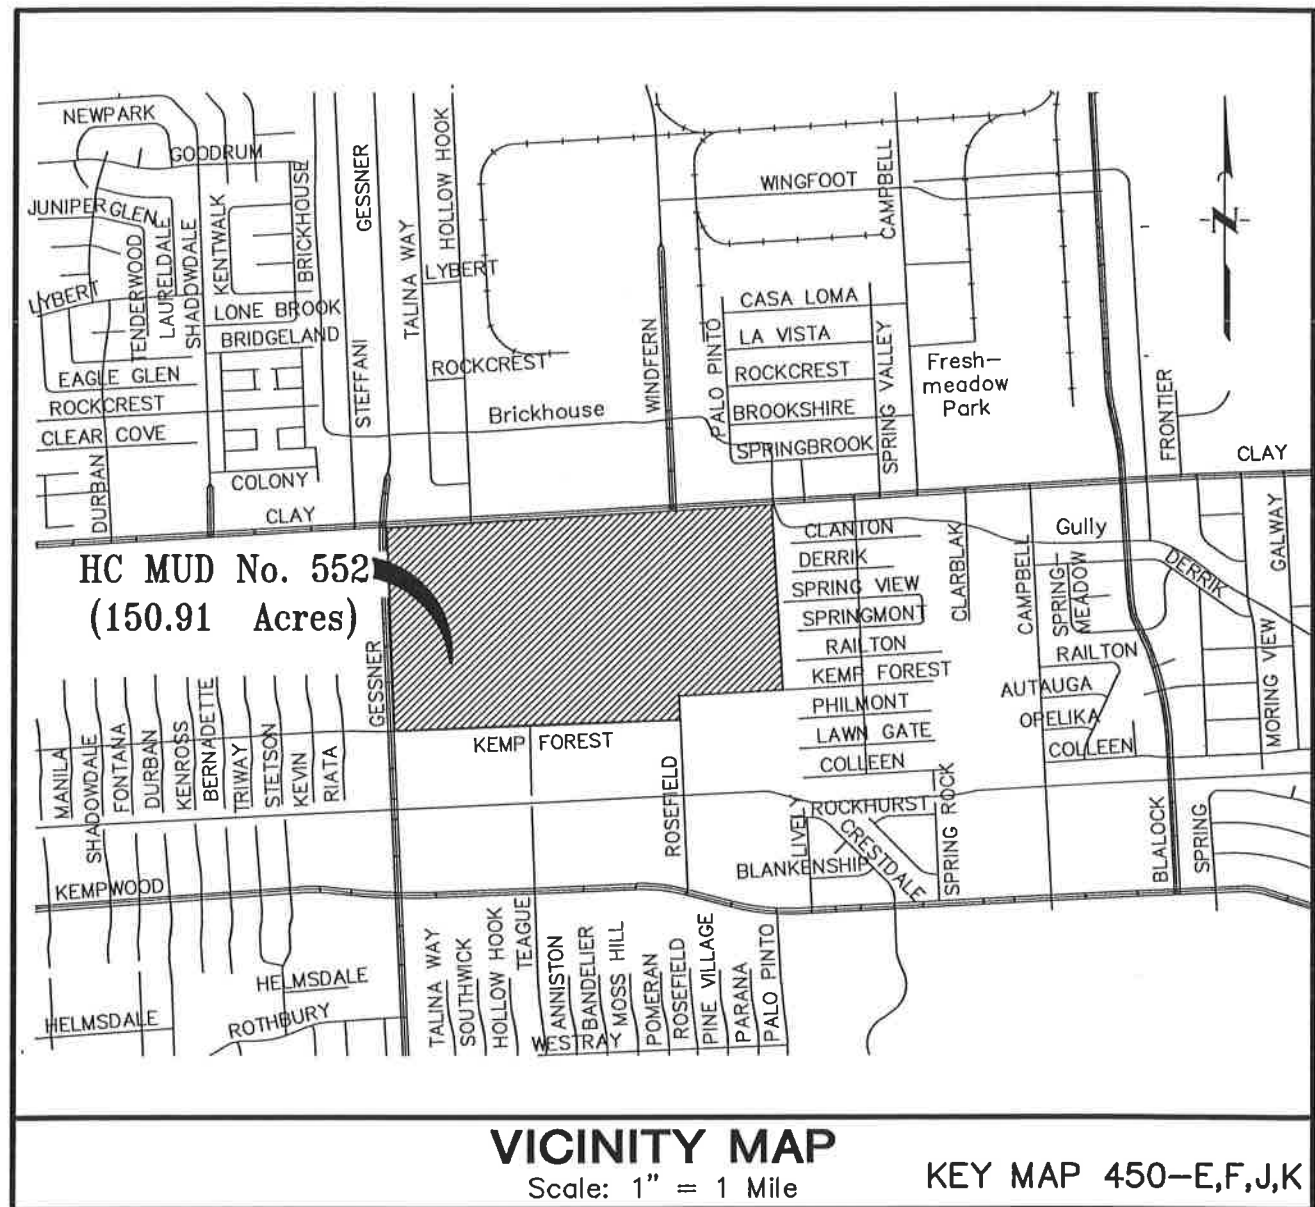 NEWPARK
GOODRUM
JUNIPER GLEN
LYBERT
TENDERWOOD
LAURELDALE
SHADOWDALE
KENTWALK
BRICKHOUSE
LONE BROOK
BRIDGELAND
EAGLE GLEN
ROCKCREST
CLEAR COVE
DURBAN
COLONY
CLAY
STEFFANI
GESSNER
TALINA WAY
HOLLOW HOOK
LYBERT
ROCKCREST
Brickhouse
WINDFERN
WINGFOOT
CAMPBELL
PALO PINTO
CASA LOMA
LA VISTA
ROCKCREST
BROOKSHIRE
SPRINGBROOK
SPRING VALLEY
Fresh-
meadow
Park
FRONTIER
CLAY
N
HC MUD No. 552
(150.91 Acres)
GESSNER
CLANTON
DERRIK
SPRING VIEW
SPRINGMONT
RAILTON
KEMP FOREST
PHILMONT
LAWN GATE
COLLEEN
CLARBLAK
CAMPBELL
Gully
SPRING-
MEADOW
DERRIK
GALWAY
MORING VIEW
RAILTON
AUTAUGA
OPELIKA
COLLEEN
KEMP FOREST
MANILA
SHADOWDALE
FONTANA
DURBAN
KENROSS
BERNADETTE
TRIWAY
STETSON
KEVIN
RIATA
ROSEFIELD
LIVELY
ROCKHURST
CRESTDALE
BLANKENSHIP
SPRING ROCK
BLALOCK
SPRING
KEMPWOOD
HELMSDALE
HELMSDALE
ROTHBURY
TALINA WAY
SOUTHWICK
HOLLOW HOOK
TEAGUE
ANNISTON
BANDELIER
MOSS HILL
POMERAN
ROSEFIELD
PINE VILLAGE
PARANA
PALO PINTO
WESTRAY
VICINITY MAP
Scale: 1" = 1 Mile
KEY MAP 450-E,F,J,K